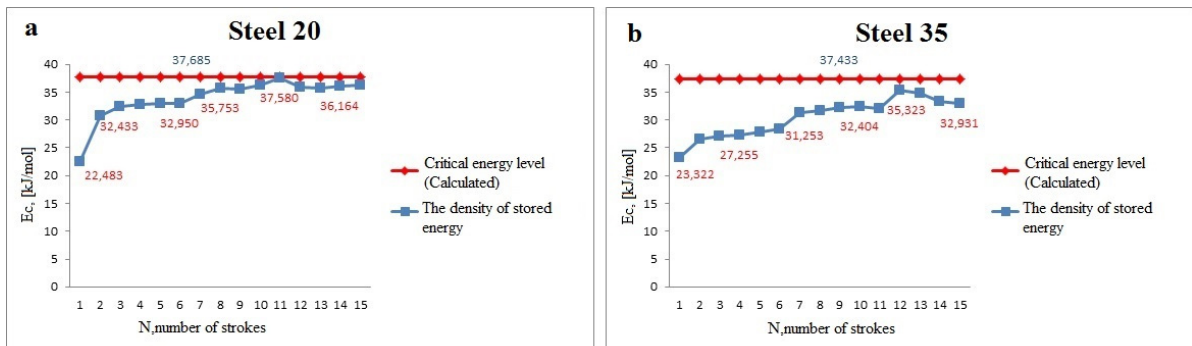 a
Steel 20
37,685
40
35
30
25
20
15
10
5
0
Ec, [kJ/mol]
22,483
32,433
32,950
35,753
37,580
36,164
1 2 3 4 5 6 7 8 9 10 11 12 13 14 15
N,number of strokes
Critical energy level
(Calculated)
The density of stored
energy
b
Steel 35
37,433
40
35
30
25
20
15
10
5
0
Ec, [kJ/mol]
23,322
27,255
31,253
32,404
35,323
32,931
1 2 3 4 5 6 7 8 9 10 11 12 13 14 15
N,number of strokes
Critical energy level
(Calculated)
The density of stored
energy